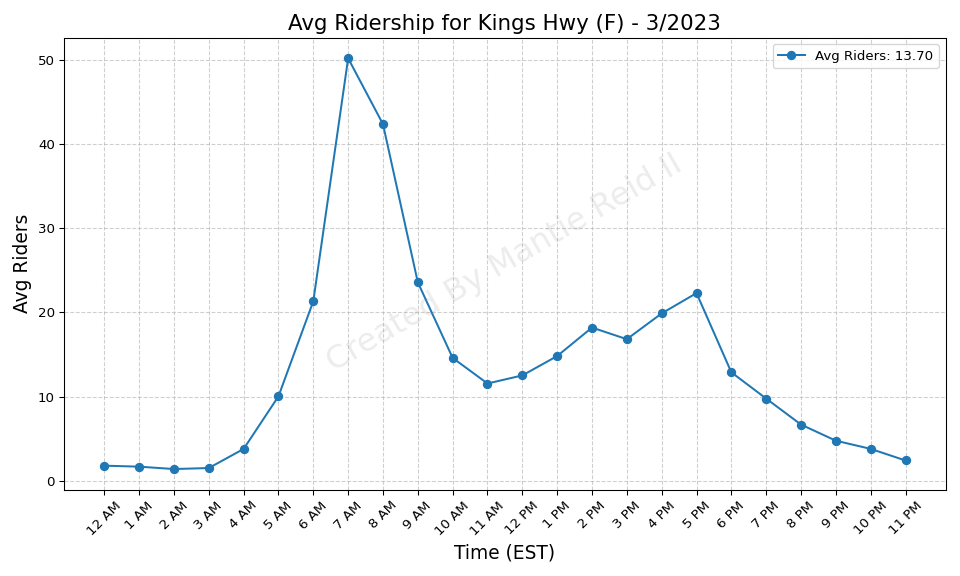 Avg Ridership for Kings Hwy (F) - 3/2023
Avg Riders: 13.70
Avg Riders
50
40
30
20
10
0
Created By Mantie Reid II
12 AM
1 AM
2 AM
3 AM
4 AM
5 AM
6 AM
7 AM
8 AM
9 AM
10 AM
11 AM
12 PM
1 PM
2 PM
3 PM
4 PM
5 PM
6 PM
7 PM
8 PM
9 PM
10 PM
11 PM
Time (EST)